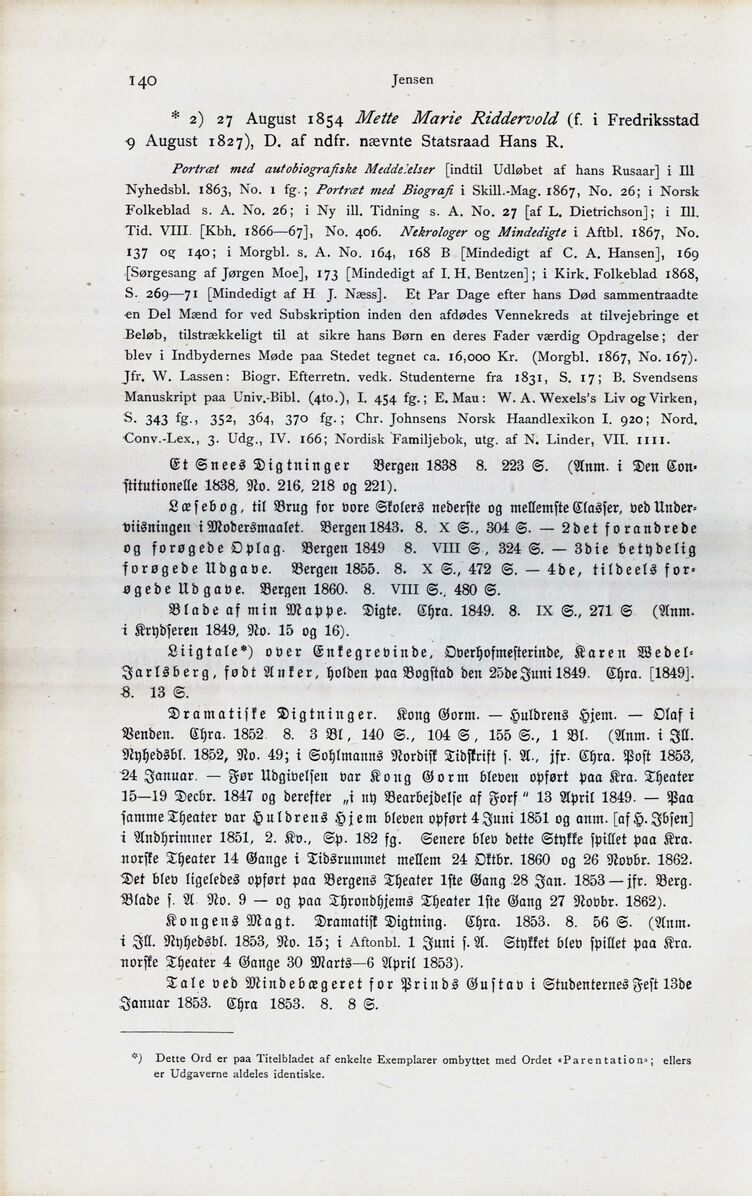 140
Jensen
* 2) 27 August 1854 Mette Marie Riddervold (f. i Fredriksstad
9 August 1827), D. af ndfr. nævnte Statsraad Hans R.
Portræt med autobiografiske Meddelelser [indtil Udløbet af hans Rusaar] i Ill
Nyhedsbl. 1863, No. 1 fg.; Portræt med Biografi i Skill.-Mag. 1867, No. 26; i Norsk
Folkeblad s. A. No. 26; i Ny ill. Tidning s. A. No. 27 [af L. Dietrichson]; i Ill.
Tid. VIII. [Kbh. 1866—67], No. 406. Nekrologer og Mindedigte i Aftbl. 1867, No.
137 og 140; i Morgbl. s. A. No. 164, 168 B [Mindedigt af C. A. Hansen], 169
[Sørgesang af Jørgen Moe], 173 [Mindedigt af I. H. Bentzen]; i Kirk. Folkeblad 1868,
S. 269—71 [Mindedigt af H J. Næss]. Et Par Dage efter hans Død sammentraadte
en Del Mænd for ved Subskription inden den afdødes Vennekreds at tilvejebringe et
Beløb, tilstrækkeligt til at sikre hans Børn en deres Fader værdig Opdragelse; der
blev i Indbydernes Møde paa Stedet tegnet ca. 16,000 Kr. (Morgbl. 1867, No. 167).
Jfr. W. Lassen: Biogr. Efterretn. vedk. Studenterne fra 1831, S. 17; B. Svendsens
Manuskript paa Univ.-Bibl. (4to.), I. 454 fg.; E. Mau: W. A. Wexels's Liv og Virken,
S. 343 fg., 352, 364, 370 fg.; Chr. Johnsens Norsk Haandlexikon I. 920; Nord.
Conv.-Lex., 3. Udg., IV. 166; Nordisk Familjebok, utg. af N. Linder, VII. 1111.
Et Snees Digtninger Bergen 1838 8. 223 S. (Anm. i Den Con-
stitutionelle 1838, No. 216, 218 og 221).
Læsebog, til Brug for vore Skolers nederste og mellemste Classer, ved Under-
viisningen i Modersmaalet. Bergen 1843. 8. X S., 304 S. — 2det forandrede
og forøgede Oplag. Bergen 1849 8. VIII S, 324 S. — 3die betydelig
forøgede Udgave. Bergen 1855. 8. X S., 472 S. — 4de, tildeels for-
øgede Udgave. Bergen 1860. 8. VIII S., 480 S.
Blade af min Mappe. Digte. Chra. 1849. 8. IX S., 271 S (Anm.
i Krydseren 1849, No. 15 og 16).
Liigtale*) over Enkegrevinde, Overhofmesterinde, Karen Wedel-
Jarlsberg, født Anker, holden paa Bogstad den 25de Juni 1849. Chra. [1849].
8. 13 S.
Dramatiske Digtninger. Kong Gorm. — Huldrens Hjem. — Olaf i
Venden. Chra. 1852 8. 3 Bl, 140 S., 104 S, 155 S., 1 Bl. (Anm. i Ill.
Nyhedsbl. 1852, No. 49; i Sohlmanns Nordisk Tidskrift s. A., jfr. Chra. Post 1853,
24 Januar. — Før Udgivelsen var Kong Gorm bleven opført paa Kra. Theater
15—19 Decbr. 1847 og derefter „i ny Bearbejdelse af Forf" 13 April 1849. — Paa
samme Theater var Huldrens Hjem bleven opført 4 Juni 1851 og anm. [af H. Ibsen]
i Andhrimner 1851, 2. Kv., Sp. 182 fg. Senere blev dette Stykke spillet paa Kra.
norske Theater 14 Gange i Tidsrummet mellem 24 Oktbr. 1860 og 26 Novbr. 1862.
Det blev ligeledes opført paa Bergens Theater 1ste Gang 28 Jan. 1853 — jfr. Berg.
Blade s. A No. 9 — og paa Throndhjems Theater 1ste Gang 27 Novbr. 1862).
Kongens Magt. Dramatisk Digtning. Chra. 1853. 8. 56 S. (Anm.
i Ill. Nyhedsbl. 1853, No. 15; i Aftonbl. 1 Juni s. A. Stykket blev spillet paa Kra.
norske Theater 4 Gange 30 Marts—6 April 1853).
Tale ved Mindebægeret for Prinds Gustav i Studenternes Fest 13de
Januar 1853. Chra 1853. 8. 8 S.
*) Dette Ord er paa Titelbladet af enkelte Exemplarer ombyttet med Ordet «Parentation»; ellers
er Udgaverne aldeles identiske.